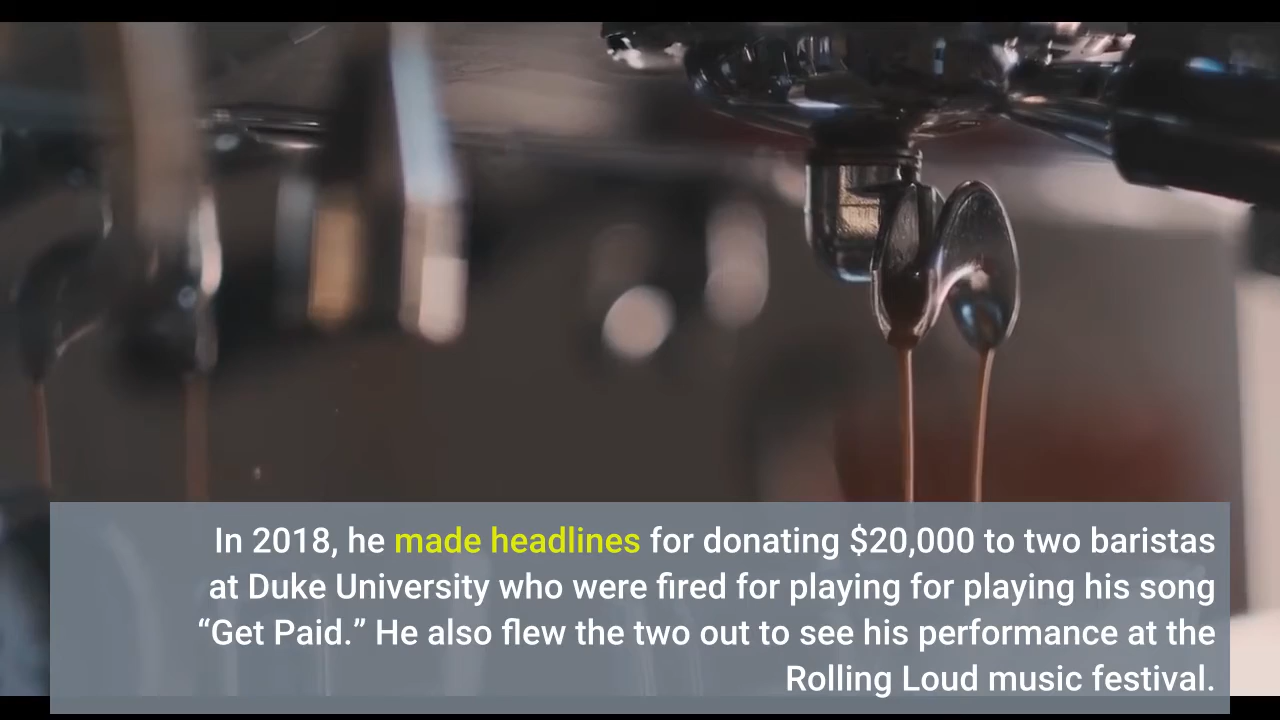 In 2018, he made headlines for donating $20,000 to two baristas
at Duke University who were fired for playing for playing his song
“Get Paid.” He also flew the two out to see his performance at the
Rolling Loud music festival.